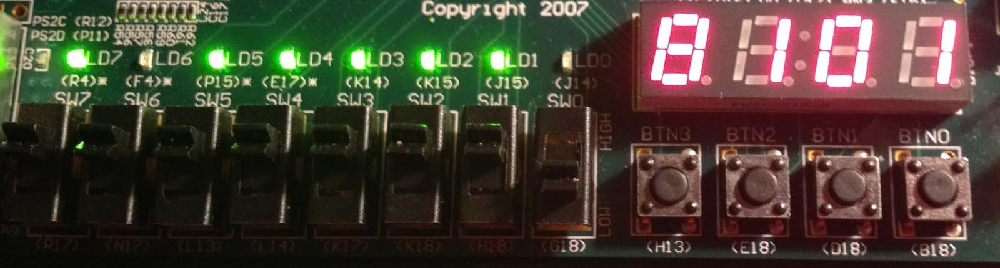 Copyright 2007
PS2C (R12)
PS2D (P11)
8101
LD7 LD6 LD5 LD4 LD3 LD2 LD1 LD0
(R4)* (F4)* (P15)* (E17)* (K14) (K15) (J15) (J14)
SW7 SW6 SW5 SW4 SW3 SW2 SW1 SW0
HIGH
BTN3 BTN2 BTN1 BTN0
LOW
3V3
(R17) (N17) (L13) (L14) (K17) (K18) (H18) (G18) (H13) (E18) (D18) (B18)